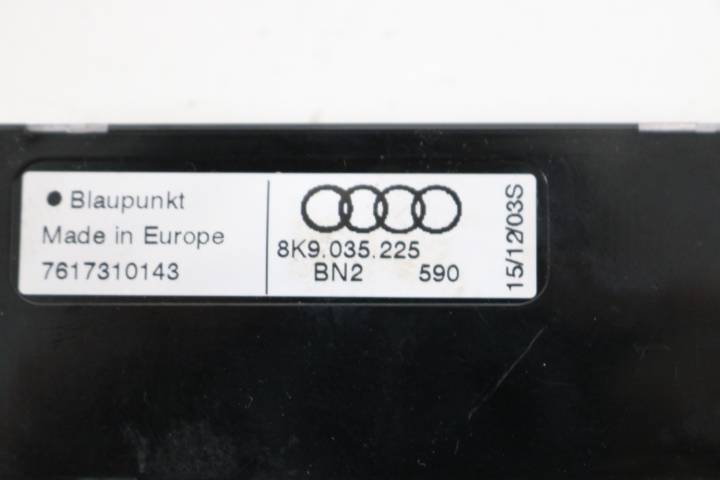 Blaupunkt
Made in Europe
7617310143
8K9.035.225
BN2 590
15/12/03S